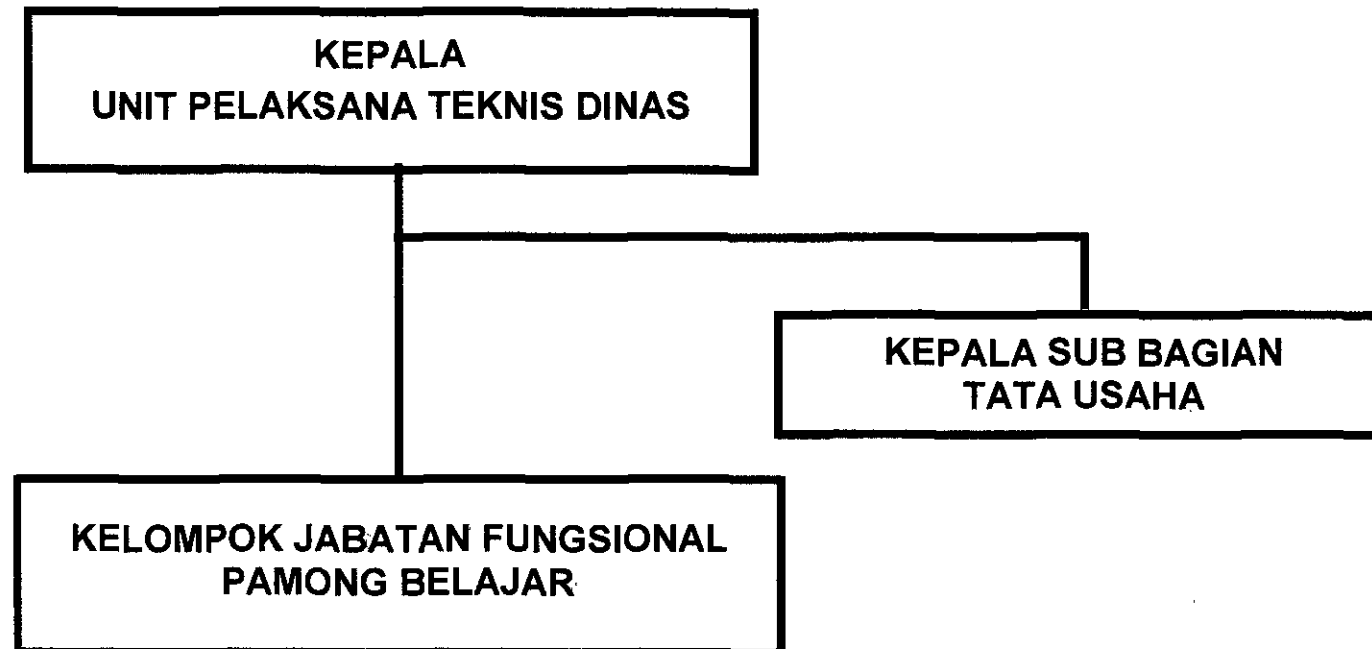 KEPALA
UNIT PELAKSANA TEKNIS DINAS
KEPALA SUB BAGIAN
TATA USAHA
KELOMPOK JABATAN FUNGSIONAL
PAMONG BELAJAR